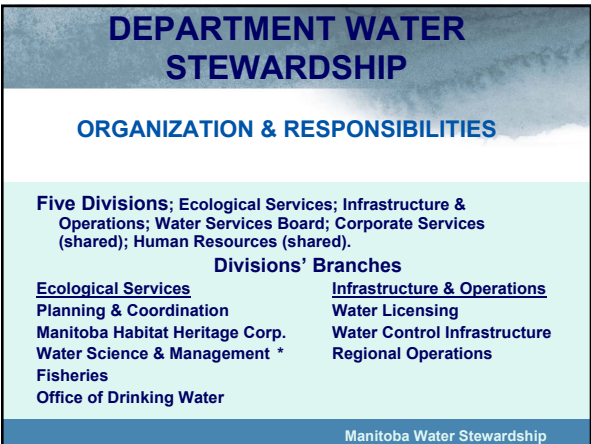 DEPARTMENT WATER
STEWARDSHIP
ORGANIZATION & RESPONSIBILITIES
Five Divisions; Ecological Services; Infrastructure &
Operations; Water Services Board; Corporate Services
(shared); Human Resources (shared).
Divisions' Branches
Ecological Services
Planning & Coordination
Manitoba Habitat Heritage Corp.
Water Science & Management *
Fisheries
Office of Drinking Water
Infrastructure & Operations
Water Licensing
Water Control Infrastructure
Regional Operations
Manitoba Water Stewardship